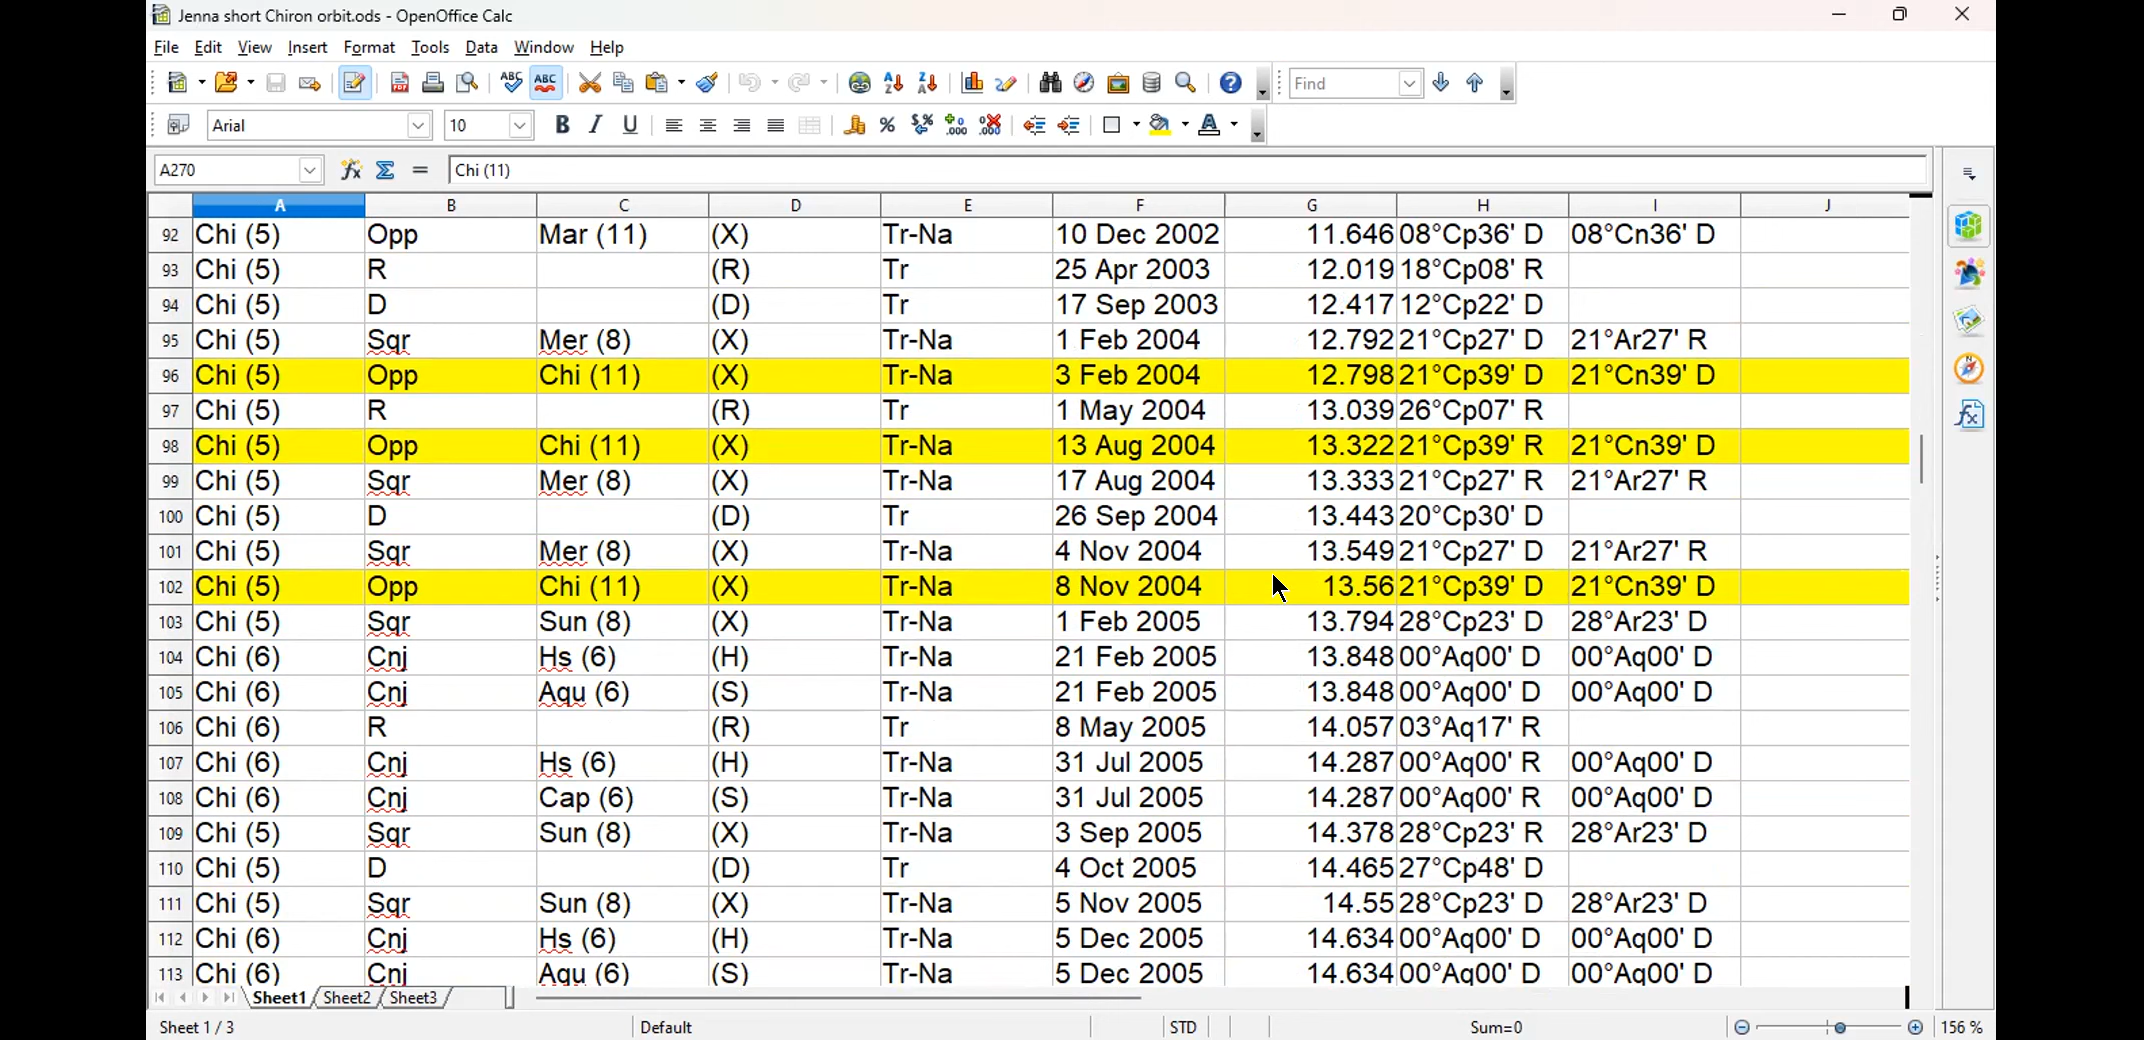 Jenna short Chiron orbit.ods - OpenOffice Calc
File Edit View Insert Format Tools Data Window Help
Find
Arial 10
A270 Chi (11)
A B C D E F G H I J
92 Chi (5) Opp Mar (11) (X) Tr-Na 10 Dec 2002 11.646 08°Cp36' D 08°Cn36' D
93 Chi (5) R (R) Tr 25 Apr 2003 12.019 18°Cp08' R
94 Chi (5) D (D) Tr 17 Sep 2003 12.417 12°Cp22' D
95 Chi (5) Sqr Mer (8) (X) Tr-Na 1 Feb 2004 12.792 21°Cp27' D 21°Ar27' R
96 Chi (5) Opp Chi (11) (X) Tr-Na 3 Feb 2004 12.798 21°Cp39' D 21°Cn39' D
97 Chi (5) R (R) Tr 1 May 2004 13.039 26°Cp07' R
98 Chi (5) Opp Chi (11) (X) Tr-Na 13 Aug 2004 13.322 21°Cp39' R 21°Cn39' D
99 Chi (5) Sqr Mer (8) (X) Tr-Na 17 Aug 2004 13.333 21°Cp27' R 21°Ar27' R
100 Chi (5) D (D) Tr 26 Sep 2004 13.443 20°Cp30' D
101 Chi (5) Sqr Mer (8) (X) Tr-Na 4 Nov 2004 13.549 21°Cp27' D 21°Ar27' R
102 Chi (5) Opp Chi (11) (X) Tr-Na 8 Nov 2004 13.56 21°Cp39' D 21°Cn39' D
103 Chi (5) Sqr Sun (8) (X) Tr-Na 1 Feb 2005 13.794 28°Cp23' D 28°Ar23' D
104 Chi (6) Cnj Hs (6) (H) Tr-Na 21 Feb 2005 13.848 00°Aq00' D 00°Aq00' D
105 Chi (6) Cnj Aqu (6) (S) Tr-Na 21 Feb 2005 13.848 00°Aq00' D 00°Aq00' D
106 Chi (6) R (R) Tr 8 May 2005 14.057 03°Aq17' R
107 Chi (6) Cnj Hs (6) (H) Tr-Na 31 Jul 2005 14.287 00°Aq00' R 00°Aq00' D
108 Chi (6) Cnj Cap (6) (S) Tr-Na 31 Jul 2005 14.287 00°Aq00' R 00°Aq00' D
109 Chi (5) Sqr Sun (8) (X) Tr-Na 3 Sep 2005 14.378 28°Cp23' R 28°Ar23' D
110 Chi (5) D (D) Tr 4 Oct 2005 14.465 27°Cp48' D
111 Chi (5) Sqr Sun (8) (X) Tr-Na 5 Nov 2005 14.55 28°Cp23' D 28°Ar23' D
112 Chi (6) Cnj Hs (6) (H) Tr-Na 5 Dec 2005 14.634 00°Aq00' D 00°Aq00' D
113 Chi (6) Cnj Aqu (6) (S) Tr-Na 5 Dec 2005 14.634 00°Aq00' D 00°Aq00' D
Sheet1 Sheet2 Sheet3
Sheet 1 / 3 Default STD Sum=0 156 %